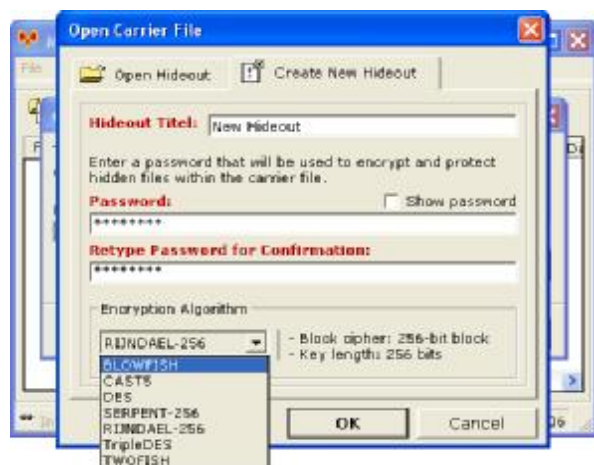 Open Carrier File
File
Open Hideout
Create New Hideout
Hideout Titel:
New Hideout
Enter a password that will be used to encrypt and protect
hidden files within the carrier file.
Password:
Show password
********
Retype Password for Confirmation:
********
Encryption Algorithm
RIJNDAEL-256
- Block cipher: 256-bit block
- Key length: 256 bits
BLOWFISH
CAST5
DES
SERPENT-256
RIJNDAEL-256
TripleDES
TWOFISH
OK
Cancel